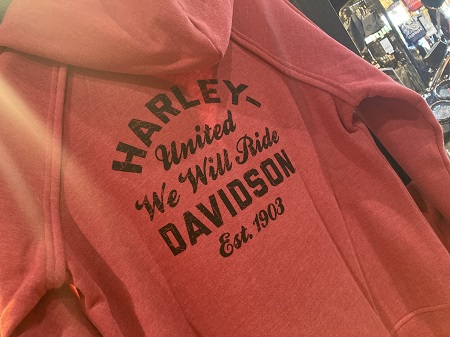 HARLEY-
United
We Will Ride
DAVIDSON
Est. 1903